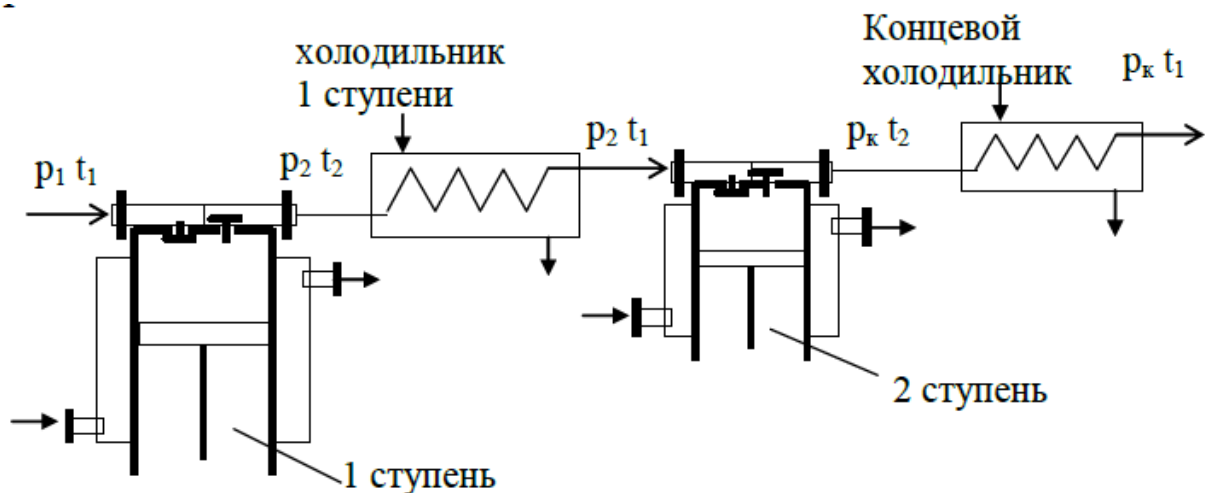 холодильник
1 ступени
Концевой
холодильник
pк t1
p1 t1
p2 t2
p2 t1
pк t2
2 ступень
1 ступень